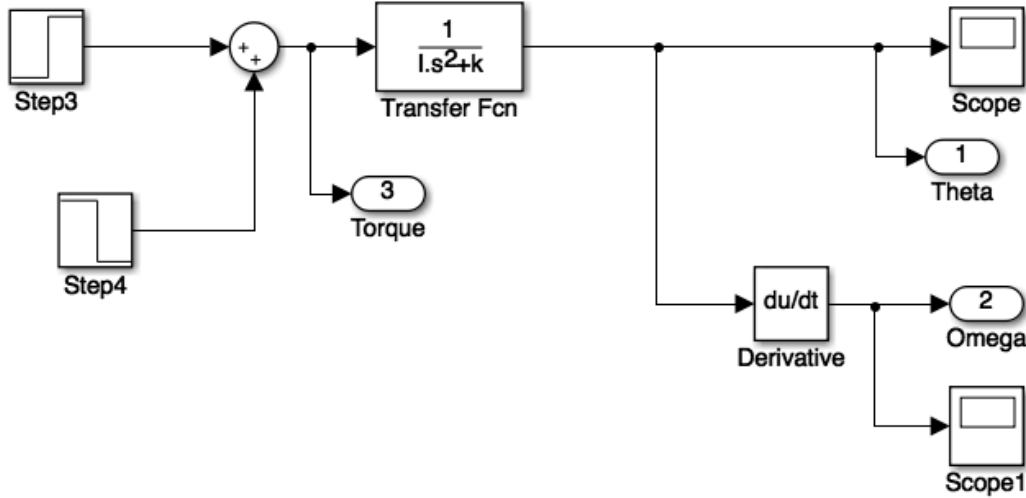 Step3
+
+
1
I.s²+k
Transfer Fcn
Scope
1
Theta
3
Torque
Step4
du/dt
Derivative
2
Omega
Scope1